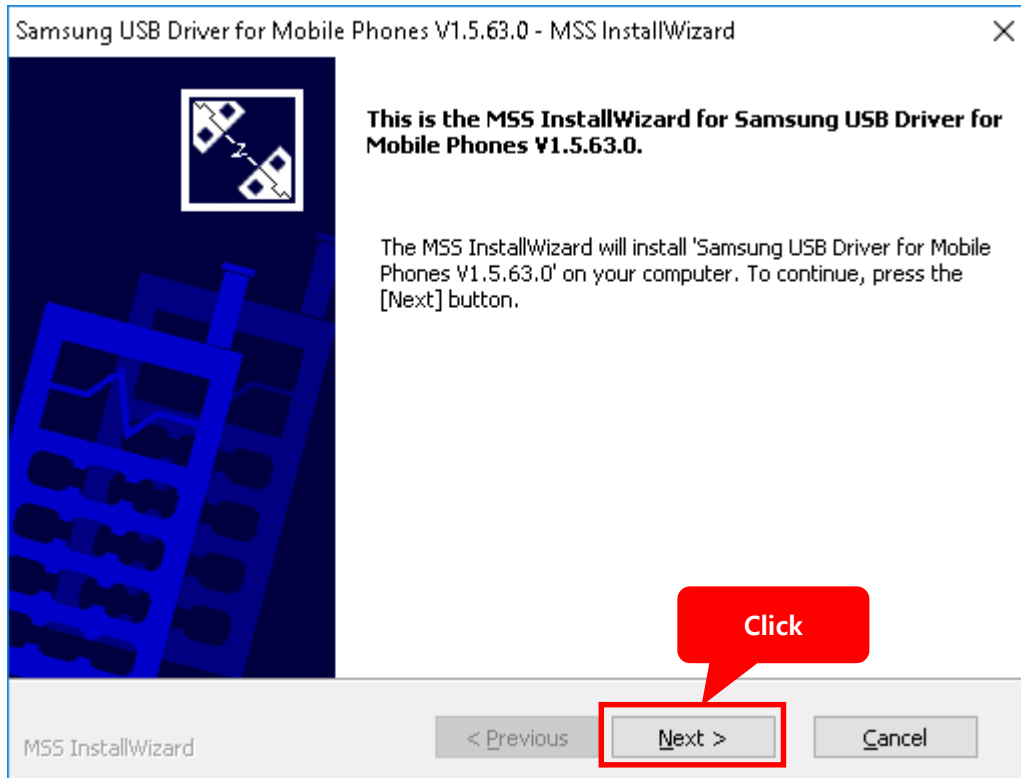 Samsung USB Driver for Mobile Phones V1.5.63.0 - MSS InstallWizard
This is the MSS InstallWizard for Samsung USB Driver for
Mobile Phones V1.5.63.0.
The MSS InstallWizard will install 'Samsung USB Driver for Mobile
Phones V1.5.63.0' on your computer. To continue, press the
[Next] button.
Click
MSS InstallWizard
< Previous
Next >
Cancel